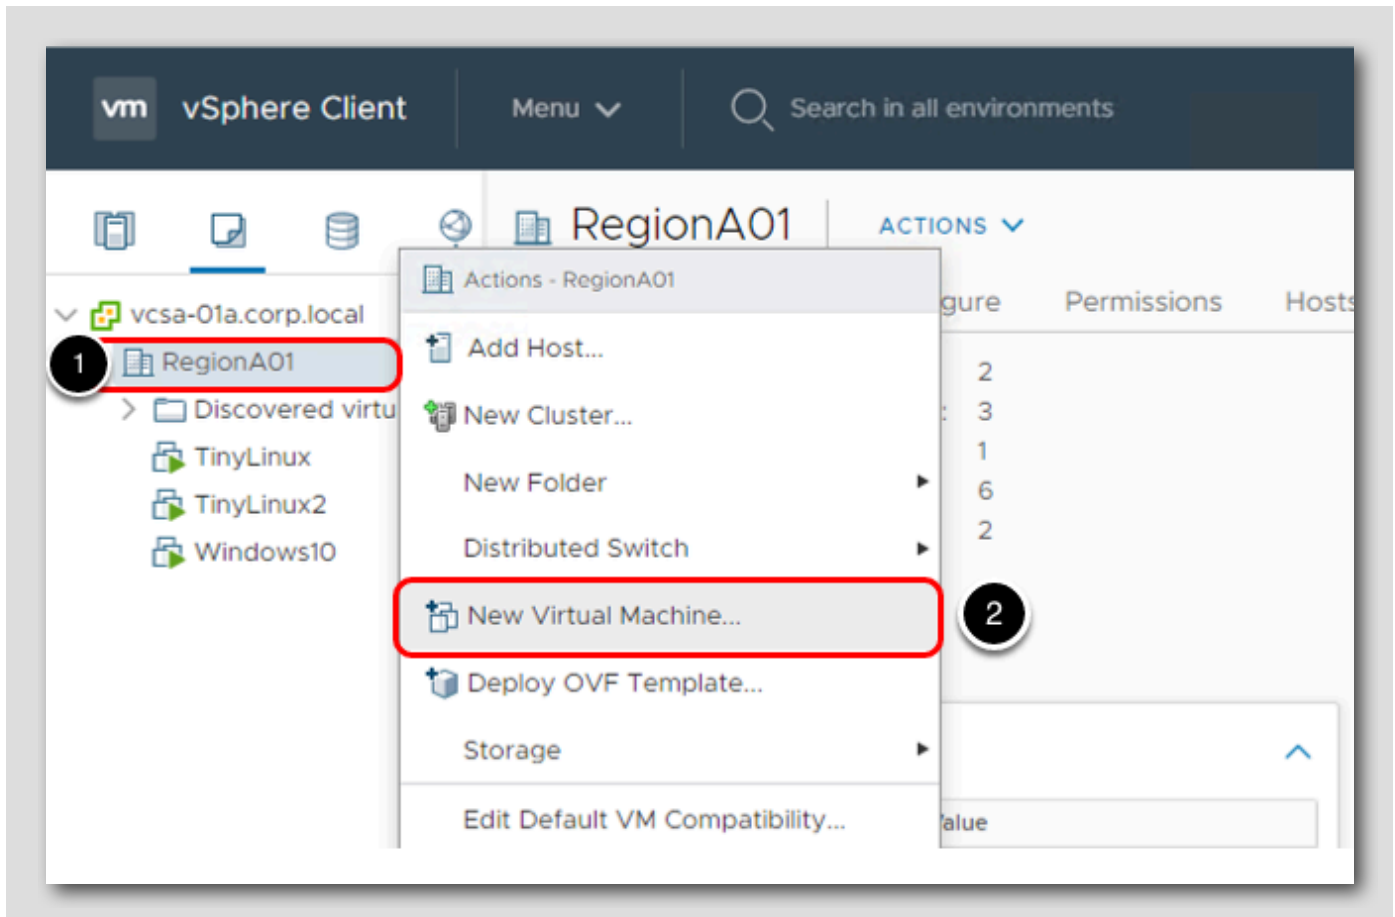 vm vSphere Client Menu Search in all environments
RegionA01 ACTIONS
Actions - RegionA01
gure Permissions Hosts
vcsa-01a.corp.local
1 RegionA01
Discovered virtu
TinyLinux
TinyLinux2
Windows10
Add Host...
New Cluster...
New Folder
Distributed Switch
New Virtual Machine... 2
Deploy OVF Template...
Storage
Edit Default VM Compatibility...
2
: 3
1
6
2
alue